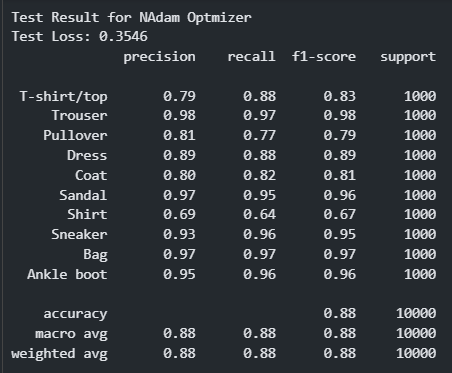 Test Result for NAdam Optmizer
Test Loss: 0.3546
precision recall f1-score support
T-shirt/top 0.79 0.88 0.83 1000
Trouser 0.98 0.97 0.98 1000
Pullover 0.81 0.77 0.79 1000
Dress 0.89 0.88 0.89 1000
Coat 0.80 0.82 0.81 1000
Sandal 0.97 0.95 0.96 1000
Shirt 0.69 0.64 0.67 1000
Sneaker 0.93 0.96 0.95 1000
Bag 0.97 0.97 0.97 1000
Ankle boot 0.95 0.96 0.96 1000
accuracy 0.88 10000
macro avg 0.88 0.88 0.88 10000
weighted avg 0.88 0.88 0.88 10000